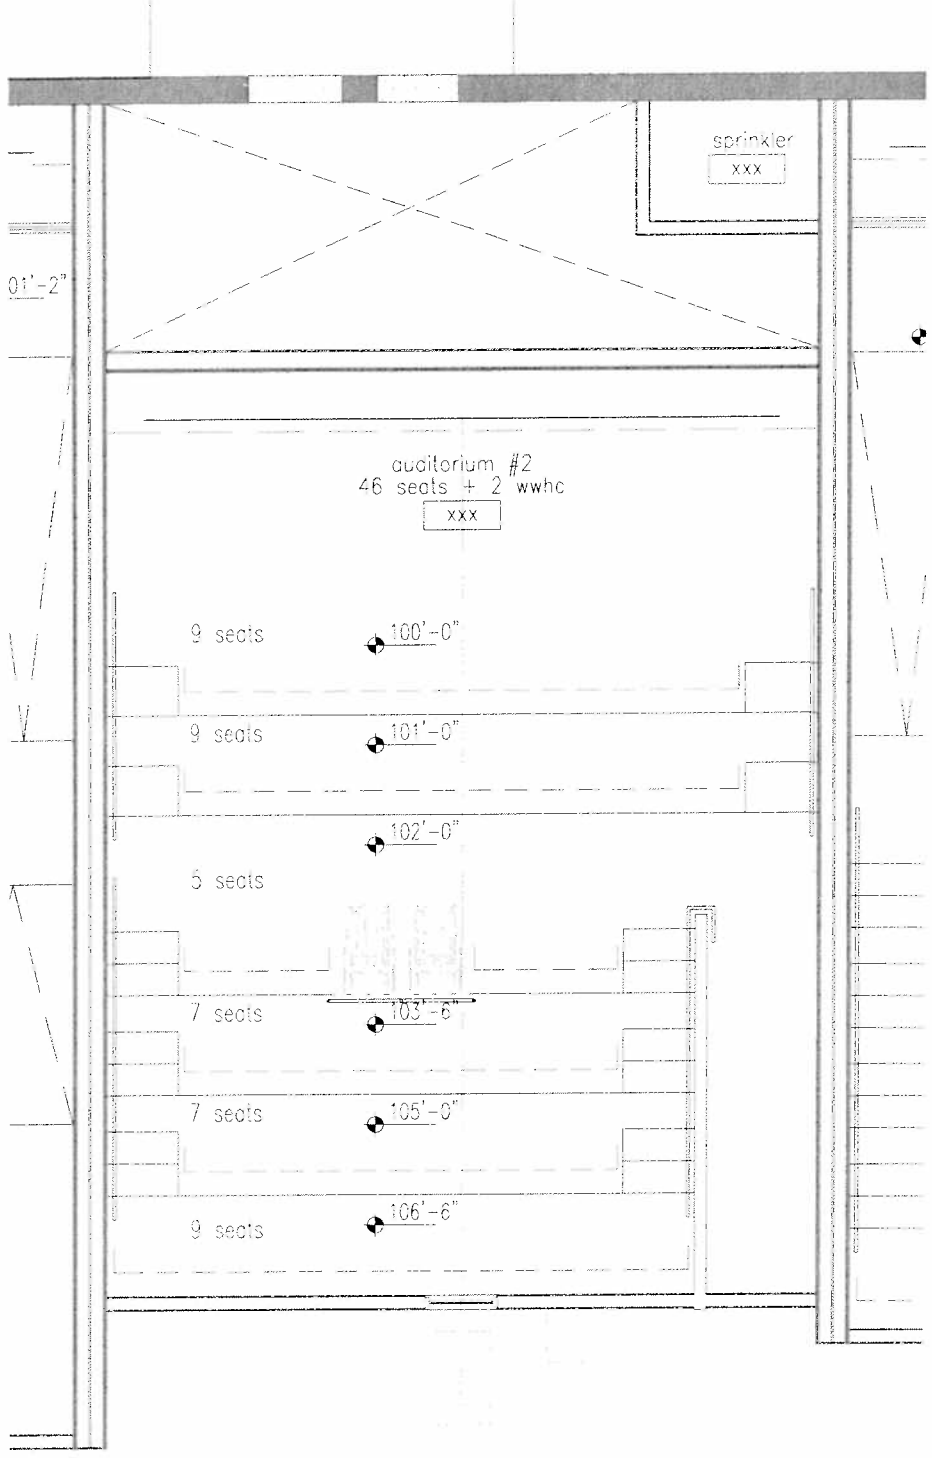 sprinkler
xxx
01'-2"
auditorium #2
46 seats + 2 wwhc
xxx
9 seats
100'-0"
9 seats
101'-0"
102'-0"
5 seats
103'-6"
7 seats
7 seats
105'-0"
106'-6"
9 seats